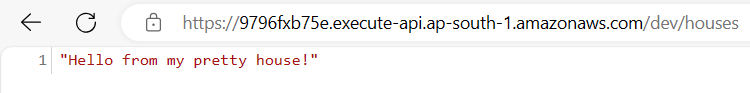 https://9796fxb75e.execute-api.ap-south-1.amazonaws.com/dev/houses
1 "Hello from my pretty house!"